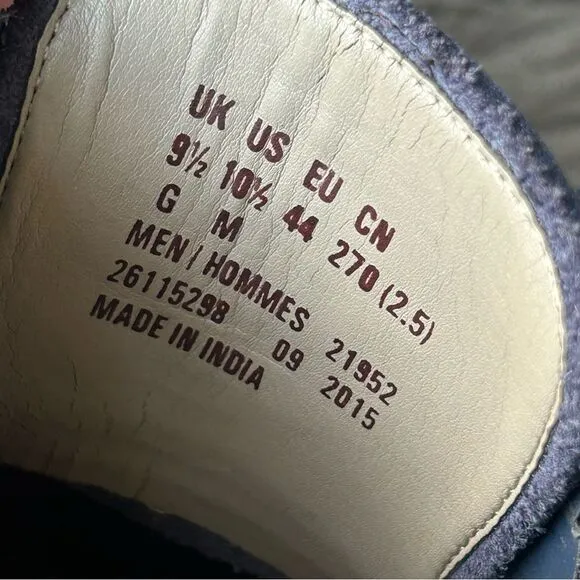 UK US EU CN
9½ 10½ 44 270 (2.5)
G M
MEN / HOMMES 21952
26115298 09 2015
MADE IN INDIA